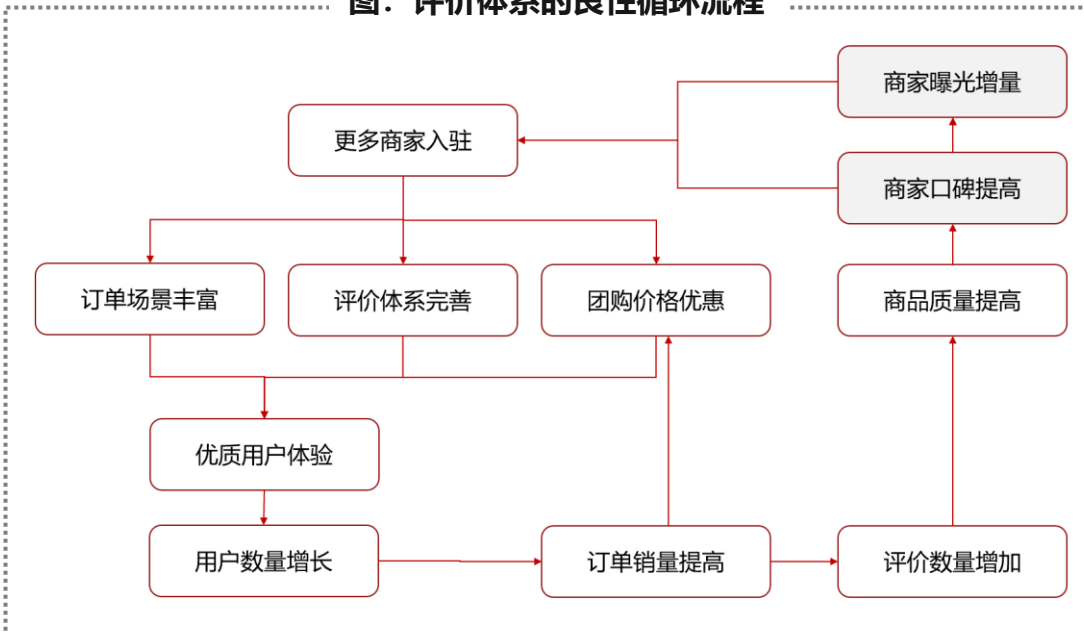 图：评价体系的良性循环流程
商家曝光增量
更多商家入驻
商家口碑提高
订单场景丰富
评价体系完善
团购价格优惠
商品质量提高
优质用户体验
用户数量增长
订单销量提高
评价数量增加